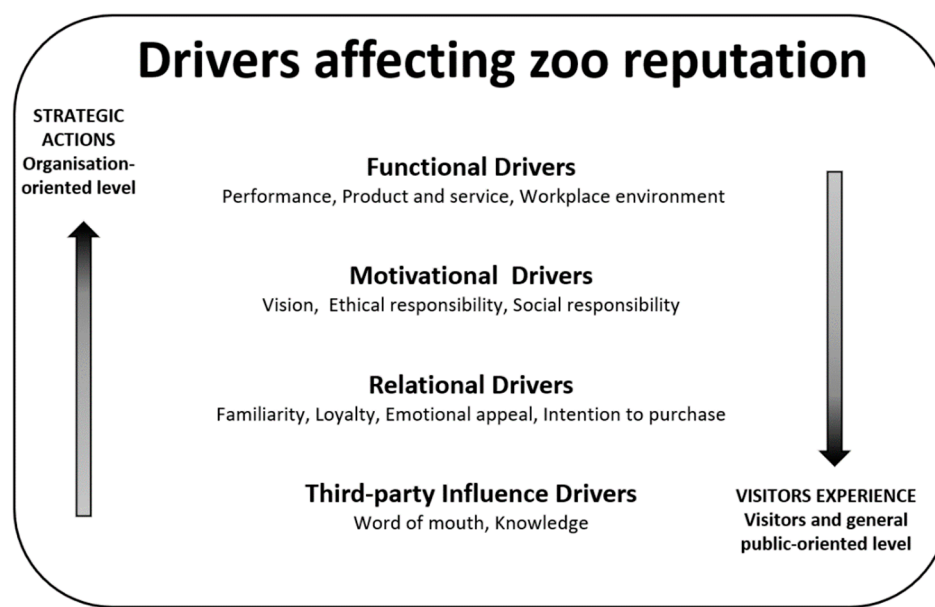 Drivers affecting zoo reputation
STRATEGIC
ACTIONS
Organisation-
oriented level
Functional Drivers
Performance, Product and service, Workplace environment
Motivational Drivers
Vision, Ethical responsibility, Social responsibility
Relational Drivers
Familiarity, Loyalty, Emotional appeal, Intention to purchase
Third-party Influence Drivers
Word of mouth, Knowledge
VISITORS EXPERIENCE
Visitors and general
public-oriented level